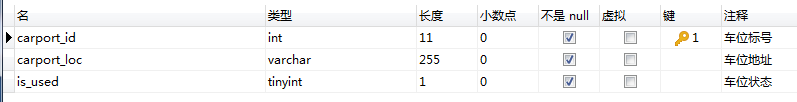 名 类型 长度 小数点 不是 null 虚拟 键 注释
carport_id int 11 0 1 车位标号
carport_loc varchar 255 0 车位地址
is_used tinyint 1 0 车位状态